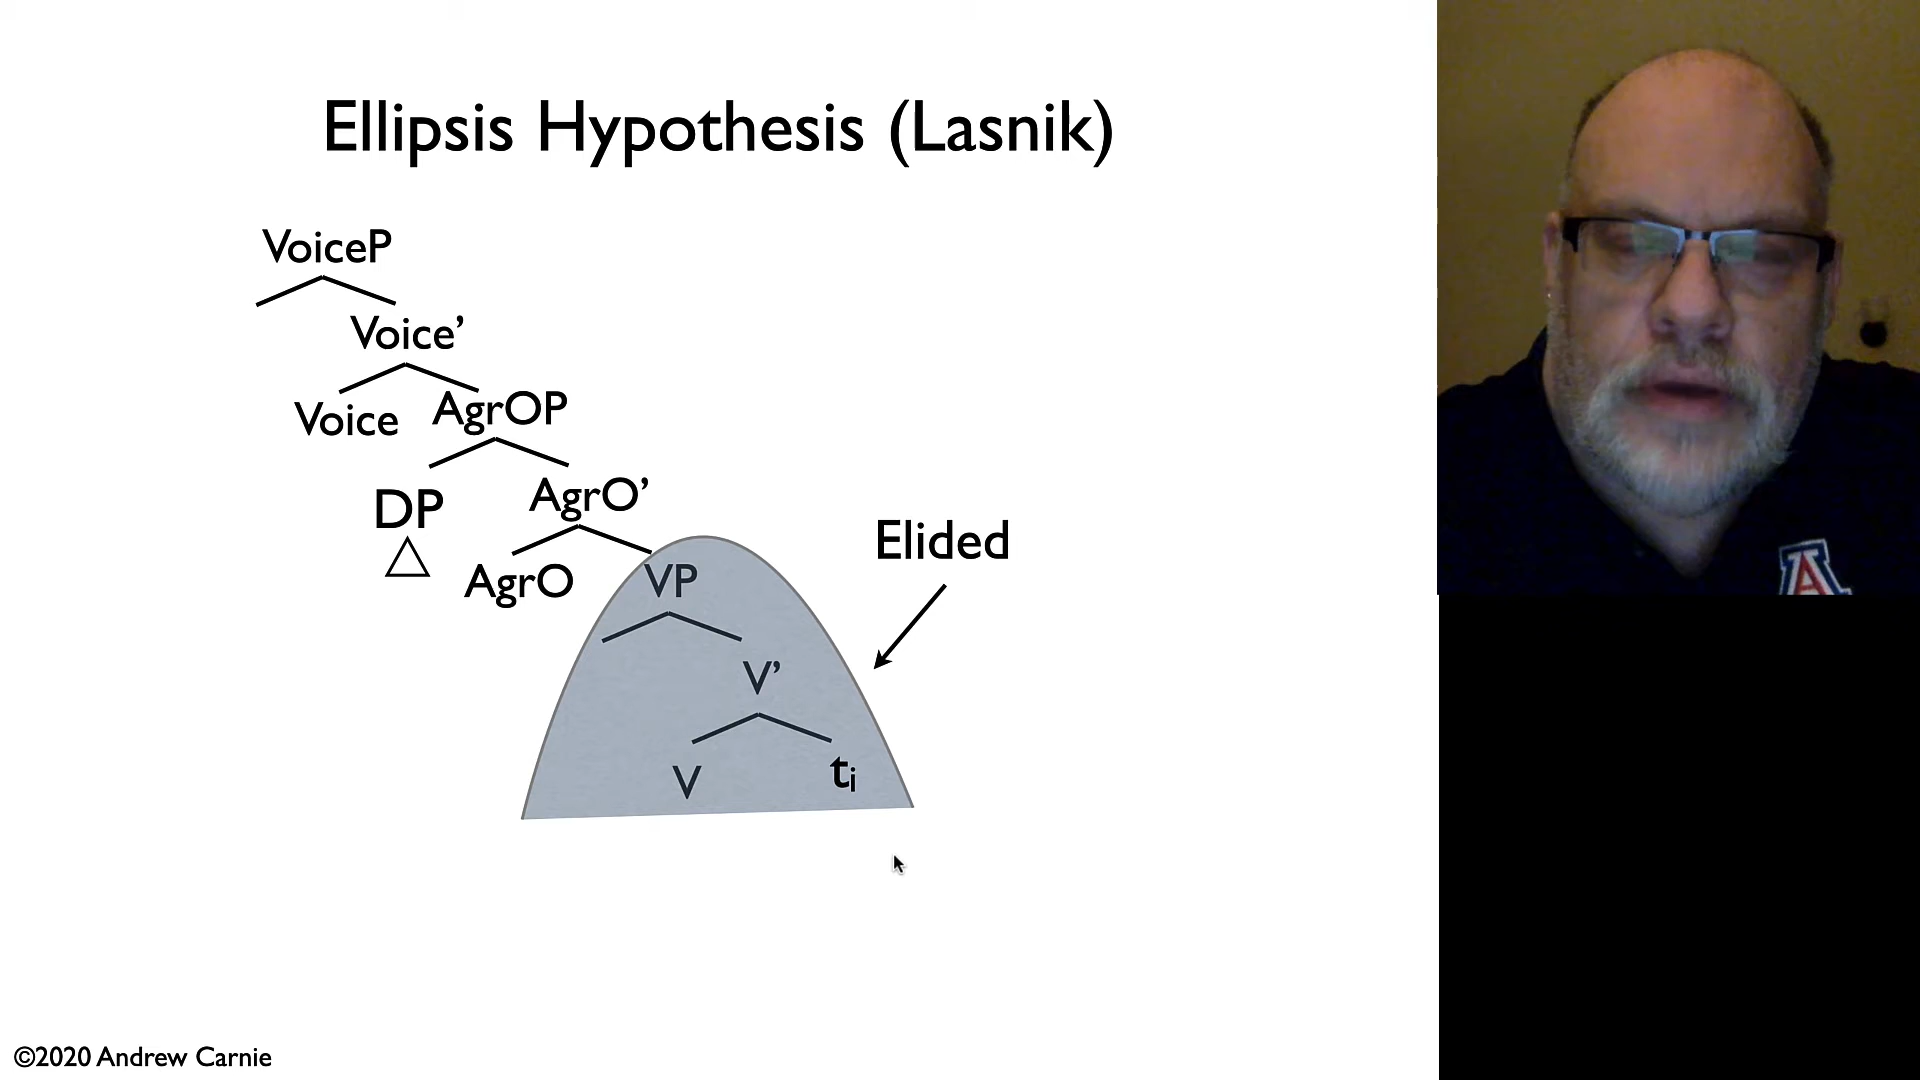 Ellipsis Hypothesis (Lasnik)
VoiceP
Voice’
Voice AgrOP
DP AgrO’
Elided
AgrO VP
V’
V ti
A
©2020 Andrew Carnie